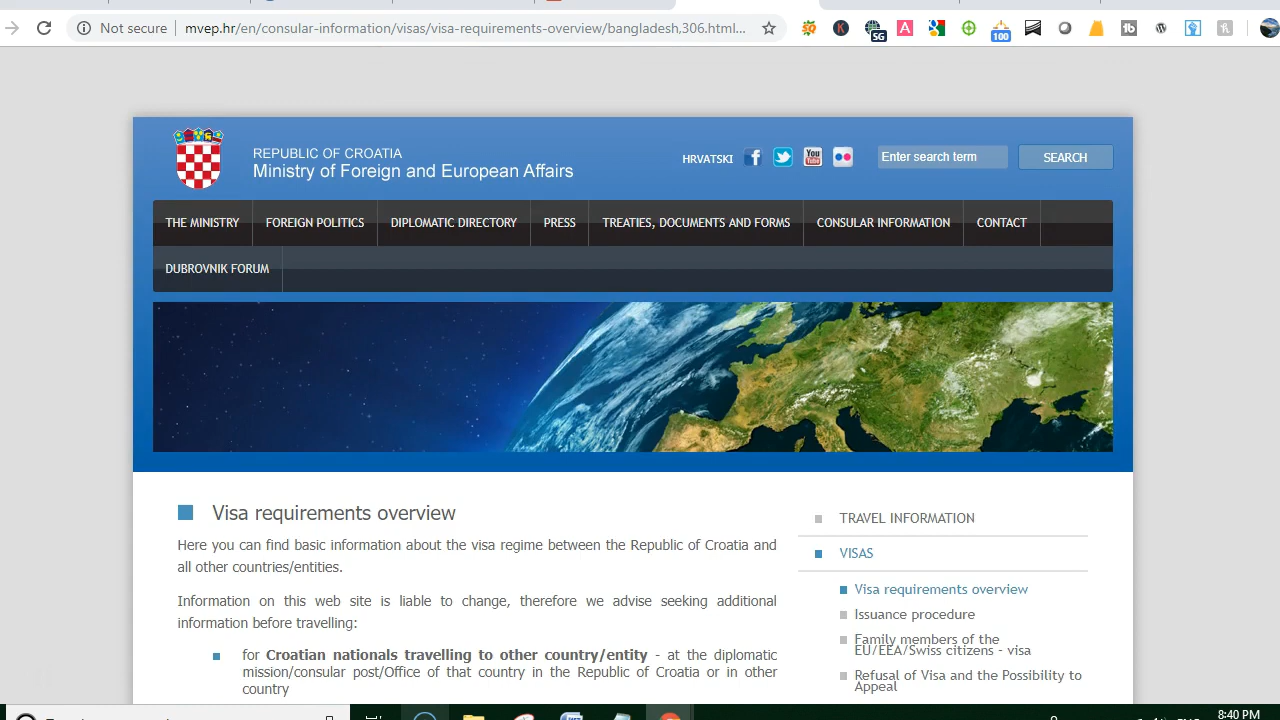 Not secure
mvep.hr/en/consular-information/visas/visa-requirements-overview/bangladesh,306.html...
SG
100
REPUBLIC OF CROATIA
Ministry of Foreign and European Affairs
HRVATSKI
You
Tube
Enter search term
SEARCH
THE MINISTRY
FOREIGN POLITICS
DIPLOMATIC DIRECTORY
PRESS
TREATIES, DOCUMENTS AND FORMS
CONSULAR INFORMATION
CONTACT
DUBROVNIK FORUM
Visa requirements overview
Here you can find basic information about the visa regime between the Republic of Croatia and
all other countries/entities.
Information on this web site is liable to change, therefore we advise seeking additional
information before travelling:
for Croatian nationals travelling to other country/entity - at the diplomatic
mission/consular post/Office of that country in the Republic of Croatia or in other
country
TRAVEL INFORMATION
VISAS
Visa requirements overview
Issuance procedure
Family members of the
EU/EEA/Swiss citizens - visa
Refusal of Visa and the Possibility to
Appeal
8:40 PM